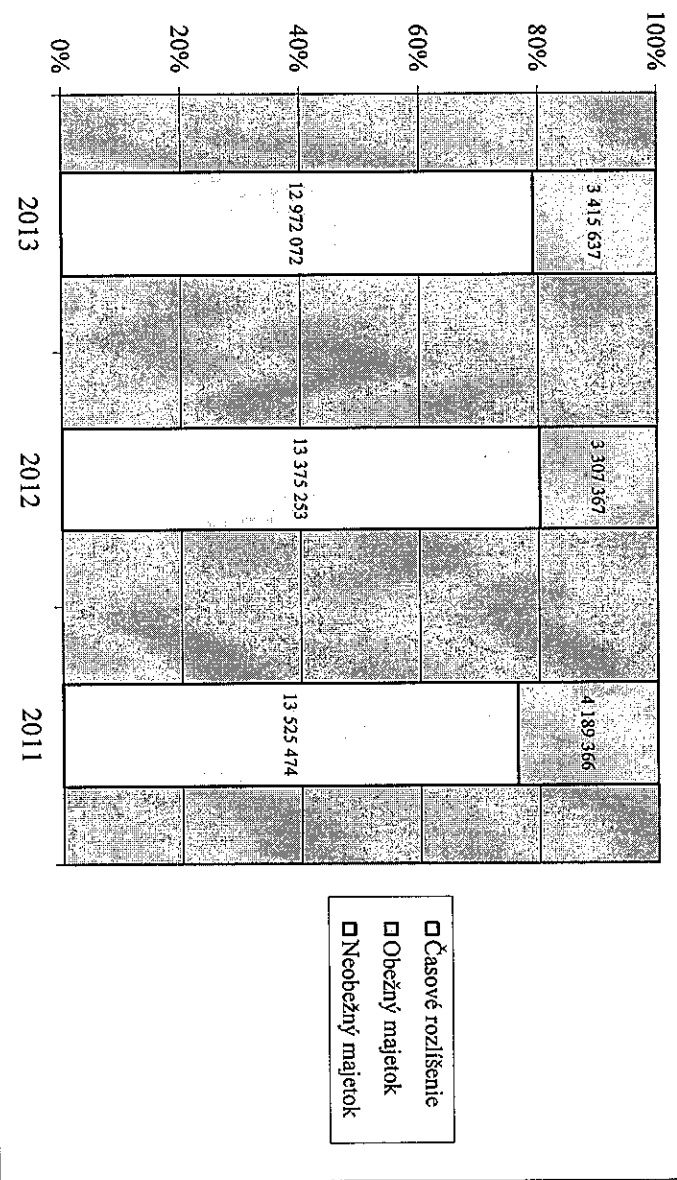 100%
80%
60%
40%
20%
0%
3 415 637
12 972 072
2013
3 307 367
13 375 253
2012
4 189 366
13 525 474
2011
Časové rozlíšenie
Obežný majetok
Neobežný majetok